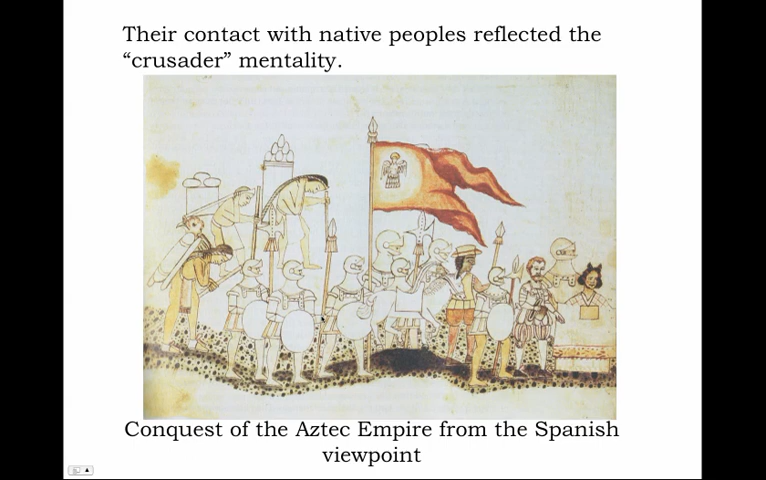 Their contact with native peoples reflected the
“crusader” mentality.
Conquest of the Aztec Empire from the Spanish
viewpoint